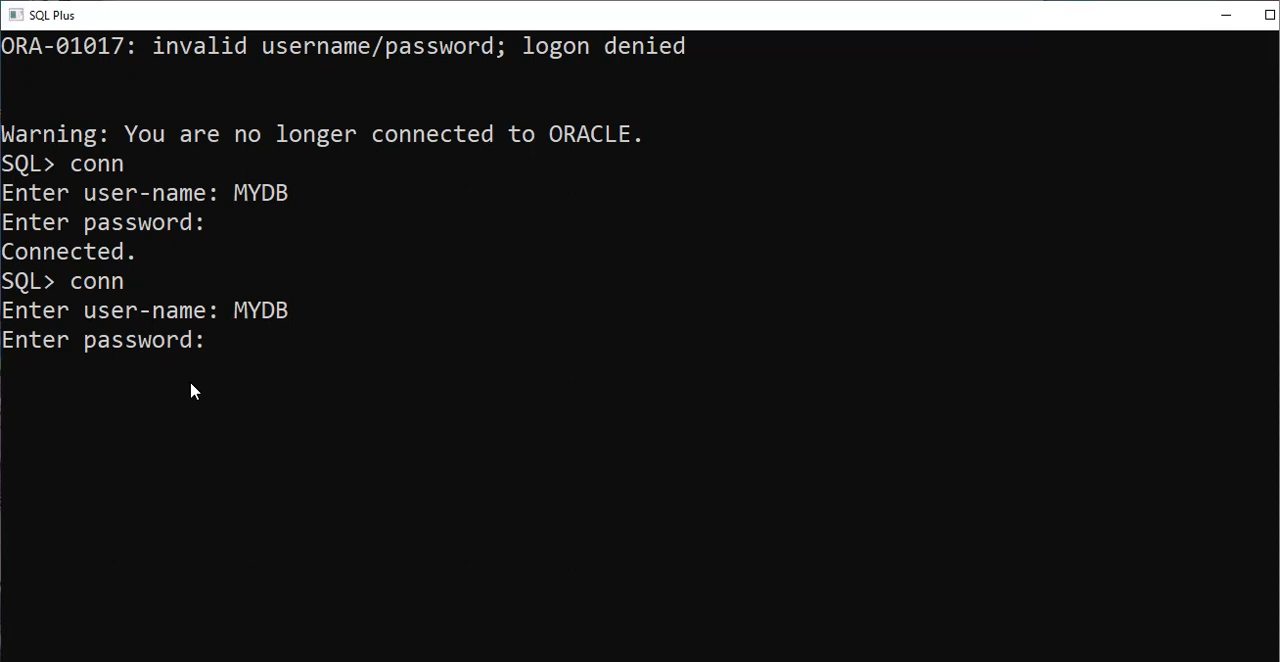 SQL Plus
ORA-01017: invalid username/password; logon denied
Warning: You are no longer connected to ORACLE.
SQL> conn
Enter user-name: MYDB
Enter password:
Connected.
SQL> conn
Enter user-name: MYDB
Enter password: